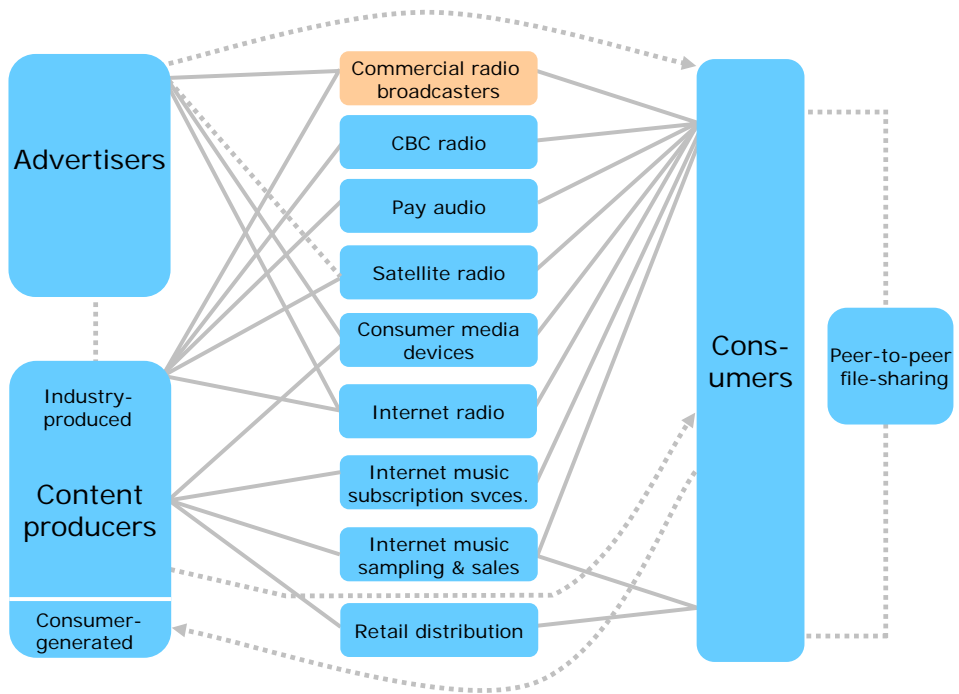 Advertisers
Industry-
produced
Content
producers
Consumer-
generated
Commercial radio
broadcasters
CBC radio
Pay audio
Satellite radio
Consumer media
devices
Internet radio
Internet music
subscription svces.
Internet music
sampling & sales
Retail distribution
Cons-
umers
Peer-to-peer
file-sharing